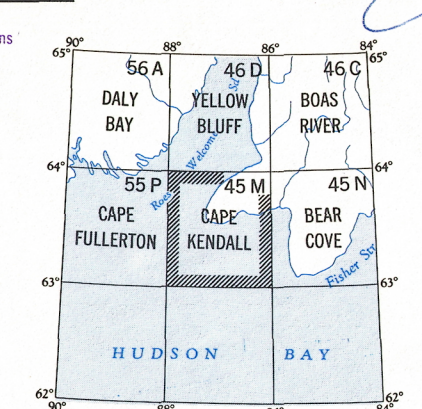 ns
90° 88° 86° 84°
65° 65°
56 A 46 D 46 C
DALY
BAY
YELLOW
BLUFF
BOAS
RIVER
Roes Welcome Sd
64° 64°
55 P 45 M 45 N
CAPE
FULLERTON
CAPE
KENDALL
BEAR
COVE
Fisher Str
63° 63°
HUDSON BAY
62° 62°
90° 88° 84°